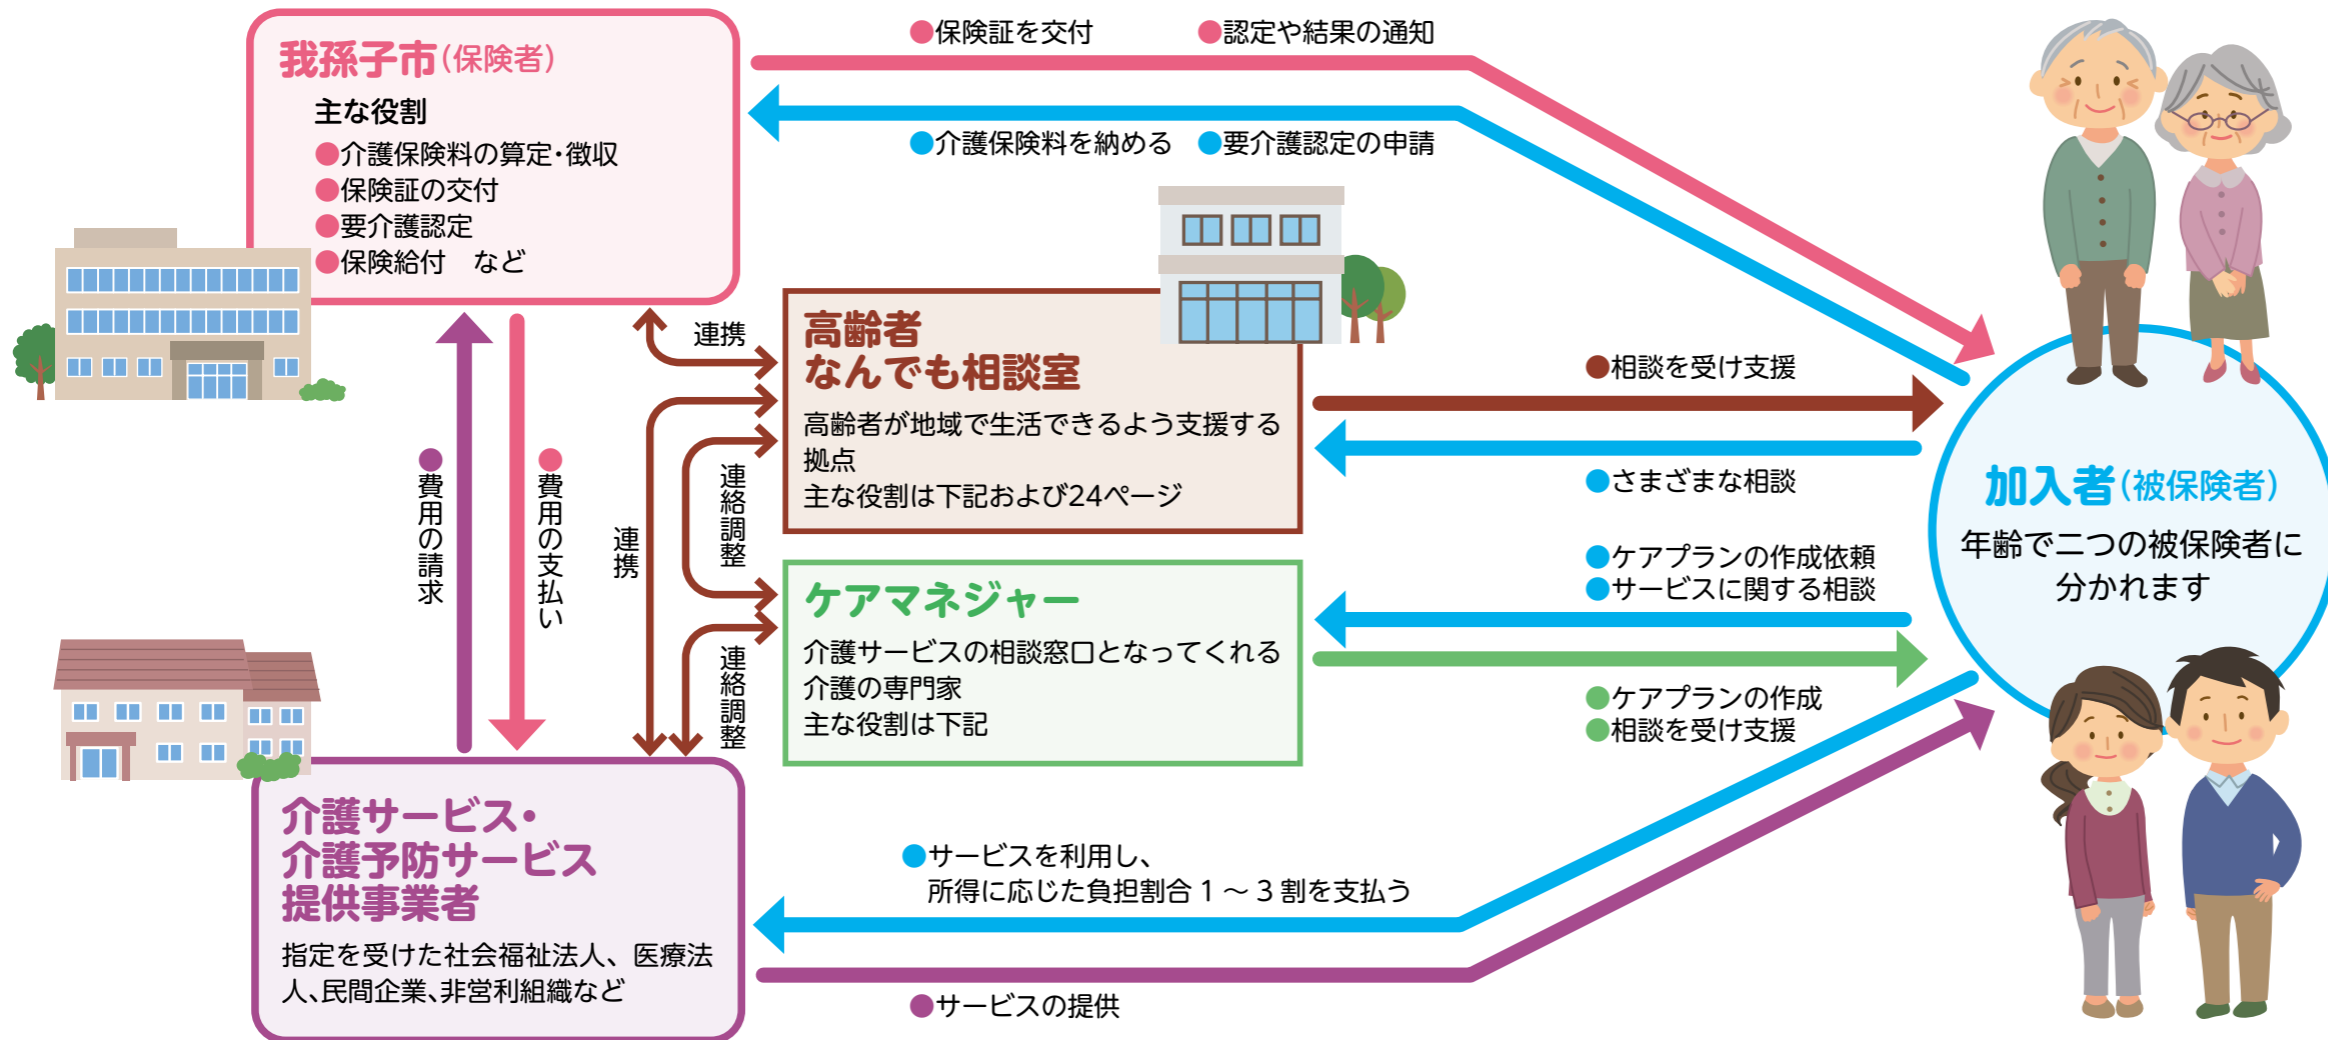 我孫子市(保険者)
主な役割
●介護保険料の算定・徴収
●保険証の交付
●要介護認定
●保険給付　など
●保険証を交付
●認定や結果の通知
●介護保険料を納める
●要介護認定の申請
連携
高齢者
なんでも相談室
高齢者が地域で生活できるよう支援する
拠点
主な役割は下記および24ページ
●相談を受け支援
●さまざまな相談
●費用の請求
●費用の支払い
連携
連絡調整
連絡調整
ケアマネジャー
介護サービスの相談窓口となってくれる
介護の専門家
主な役割は下記
●ケアプランの作成依頼
●サービスに関する相談
●ケアプランの作成
●相談を受け支援
加入者(被保険者)
年齢で二つの被保険者に
分かれます
介護サービス・
介護予防サービス
提供事業者
指定を受けた社会福祉法人、医療法
人、民間企業、非営利組織など
●サービスを利用し、
所得に応じた負担割合 1 ～ 3 割を支払う
●サービスの提供